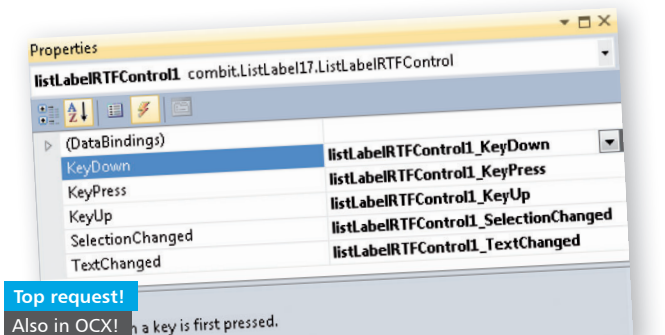 Properties
listLabelRTFControl1 combit.ListLabel17.ListLabelRTFControl
(DataBindings)
KeyDown listLabelRTFControl1_KeyDown
KeyPress listLabelRTFControl1_KeyPress
KeyUp listLabelRTFControl1_KeyUp
SelectionChanged listLabelRTFControl1_SelectionChanged
TextChanged listLabelRTFControl1_TextChanged
Top request!
Also in OCX! a key is first pressed.